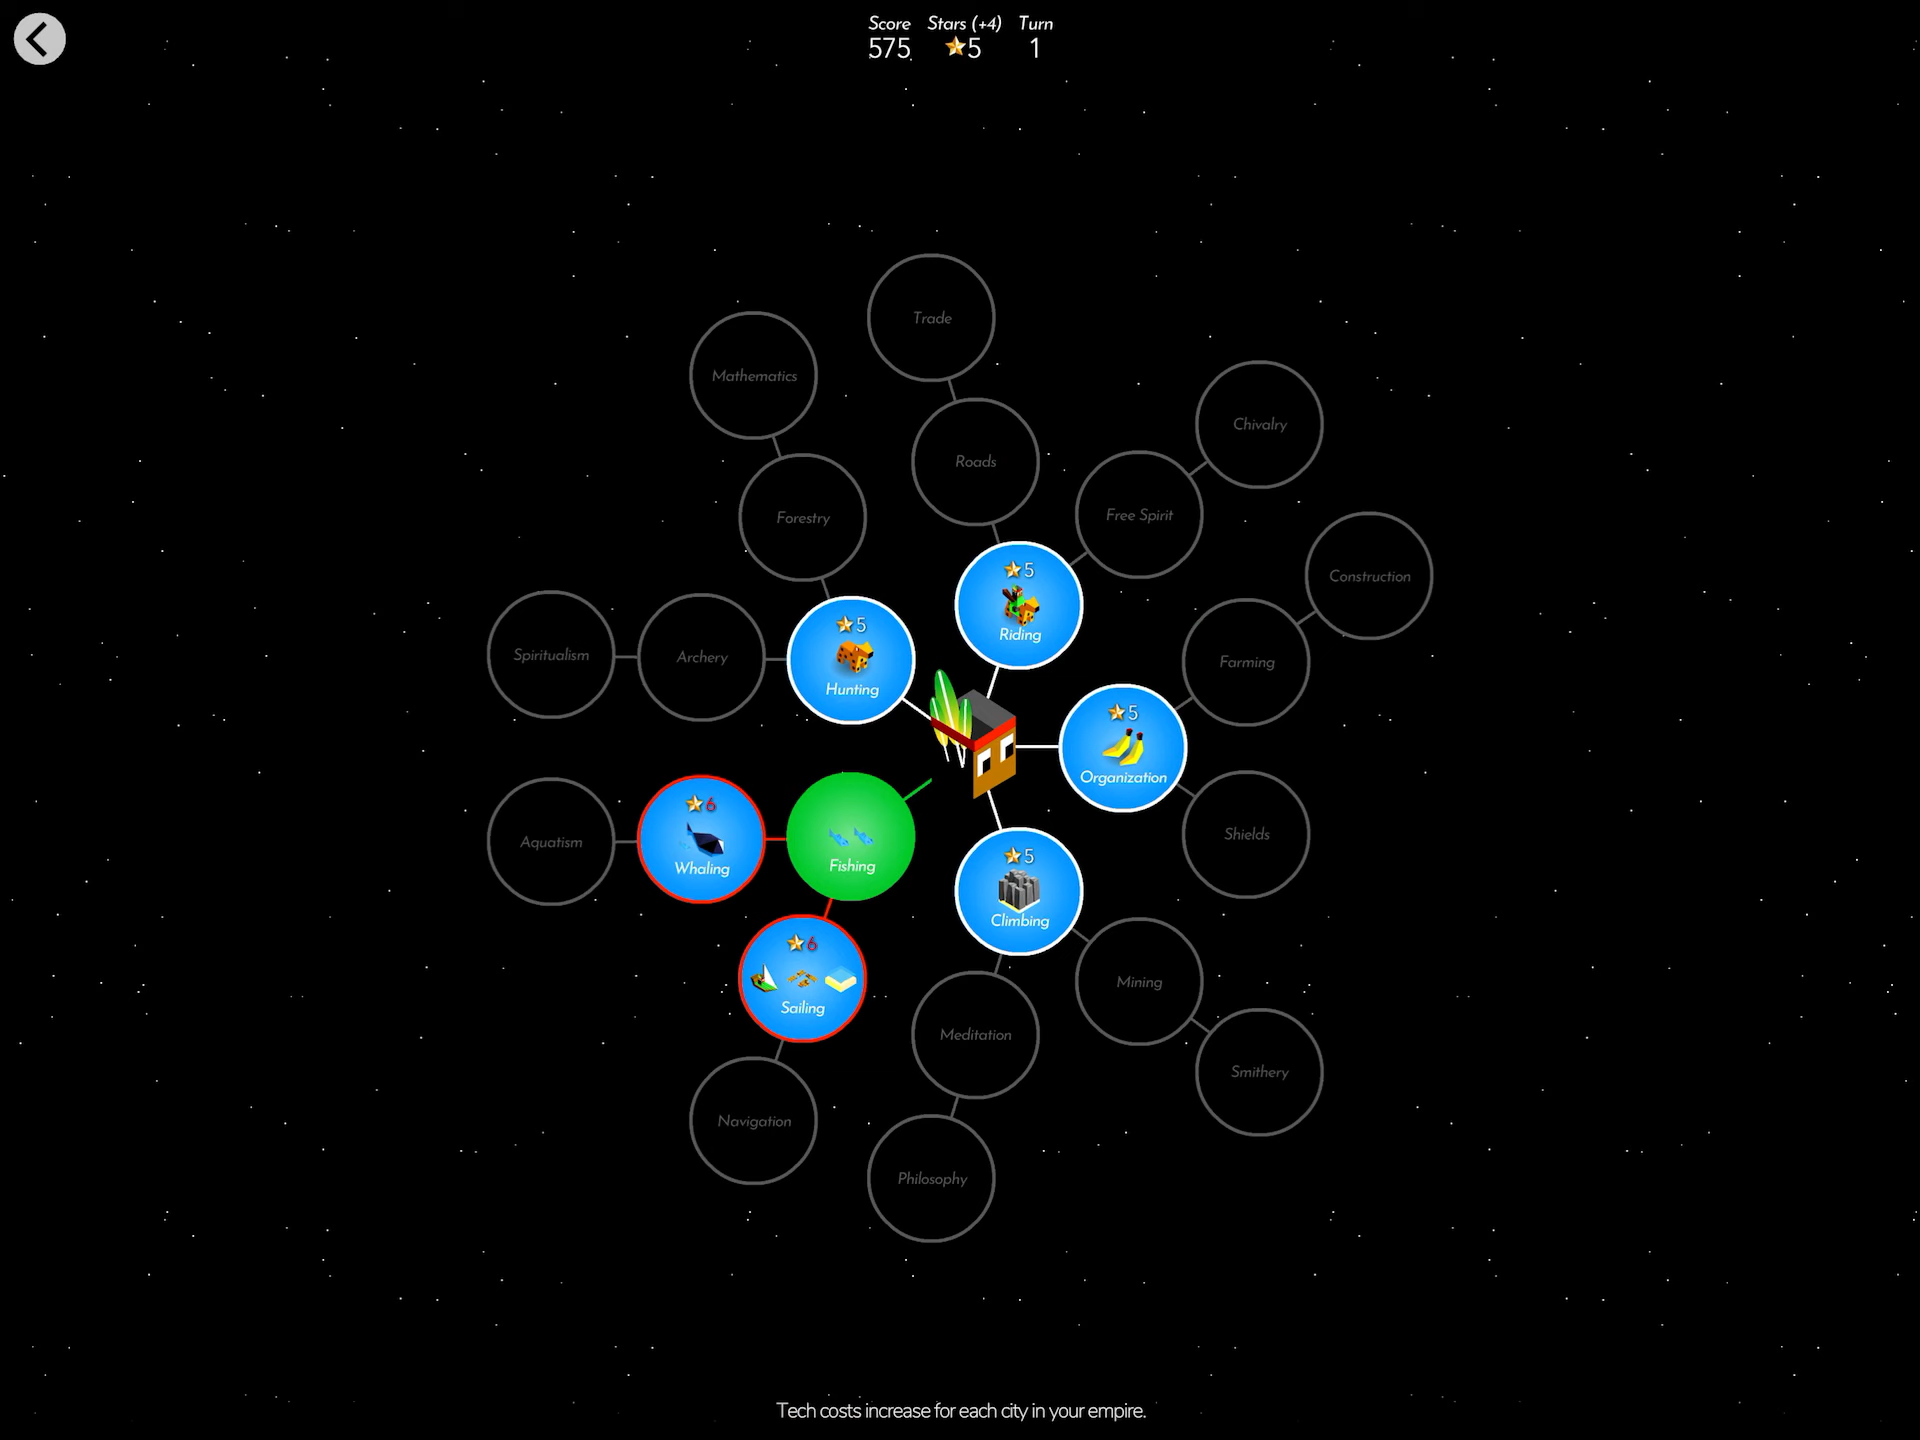 Score Stars (+4) Turn
575 5 1
Trade
Mathematics
Chivalry
Roads
Free Spirit
Forestry
Construction
5
Riding
5
Hunting
Spiritualism
Archery
Farming
5
Organization
6
Whaling
Fishing
Aquatism
Shields
5
Climbing
6
Sailing
Mining
Meditation
Smithery
Navigation
Philosophy
Tech costs increase for each city in your empire.